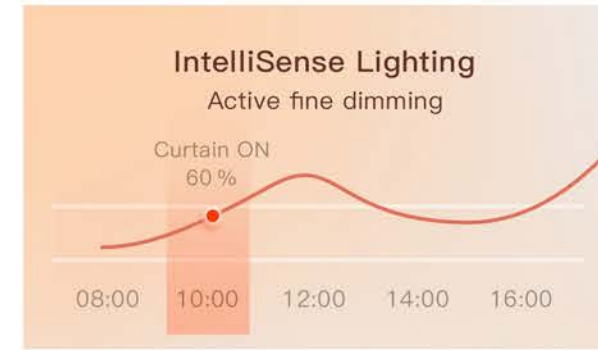 IntelliSense Lighting
Active fine dimming
Curtain ON
60 %
08:00 10:00 12:00 14:00 16:00